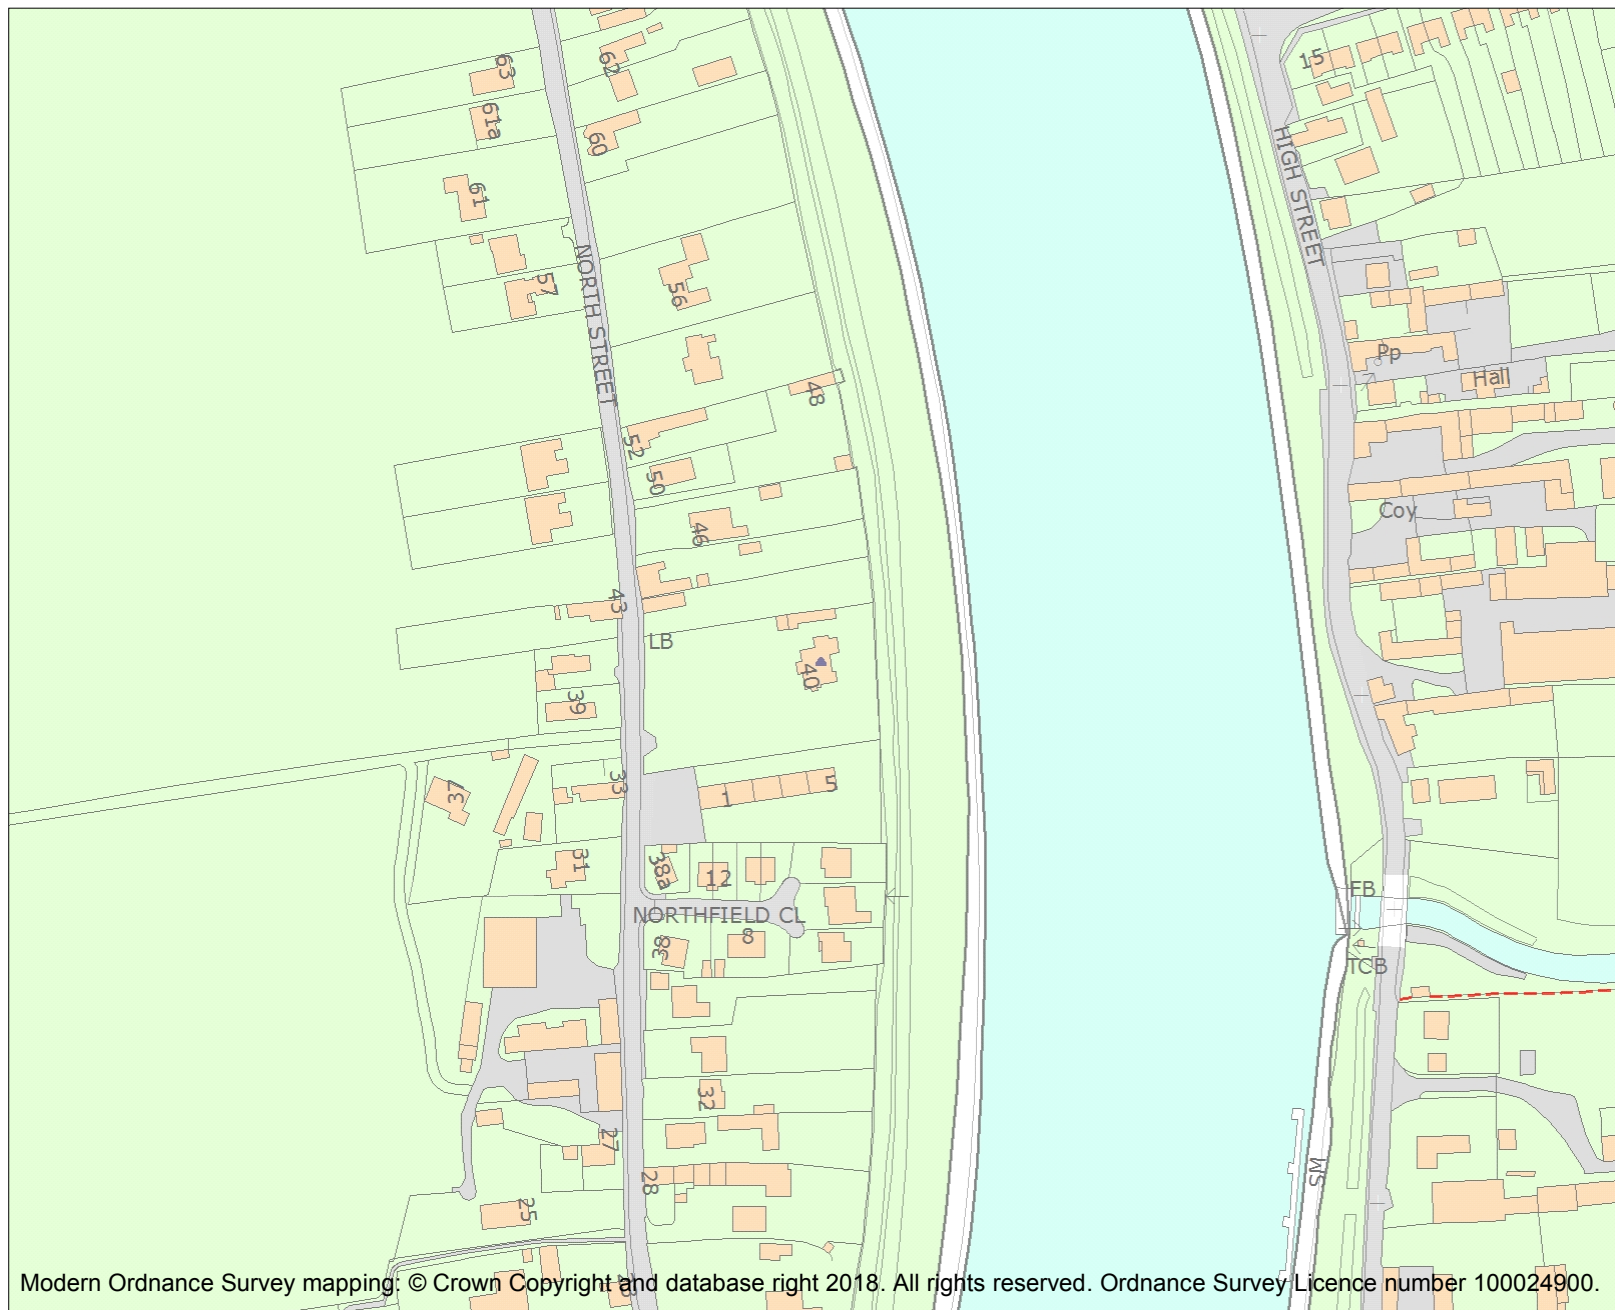 63
62
15
61a
60
HIGH STREET
61
57
NORTH STREET
56
Pp
Hall
48
52
50
Coy
46
43
LB
40
39
33
37
1
5
31
38a
12
FB
NORTHFIELD CL
38
8
TCB
32
27
28
SM
25
Modern Ordnance Survey mapping: © Crown Copyright and database right 2018. All rights reserved. Ordnance Survey Licence number 100024900.